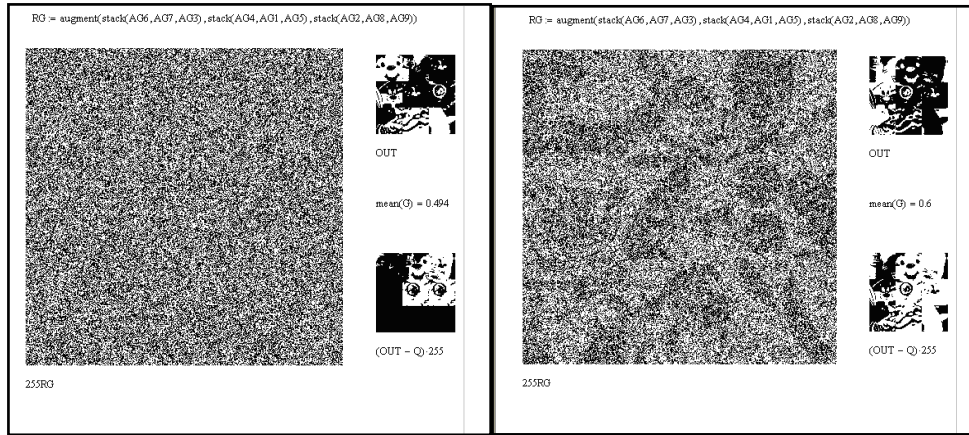 RG := augment(stack(AG6,AG7,AG3),stack(AG4,AG1,AG5),stack(AG2,AG8,AG9))
OUT
mean(G) = 0.494
(OUT − Q)·255
255RG
RG := augment(stack(AG6,AG7,AG3),stack(AG4,AG1,AG5),stack(AG2,AG8,AG9))
OUT
mean(G) = 0.6
(OUT − Q)·255
255RG